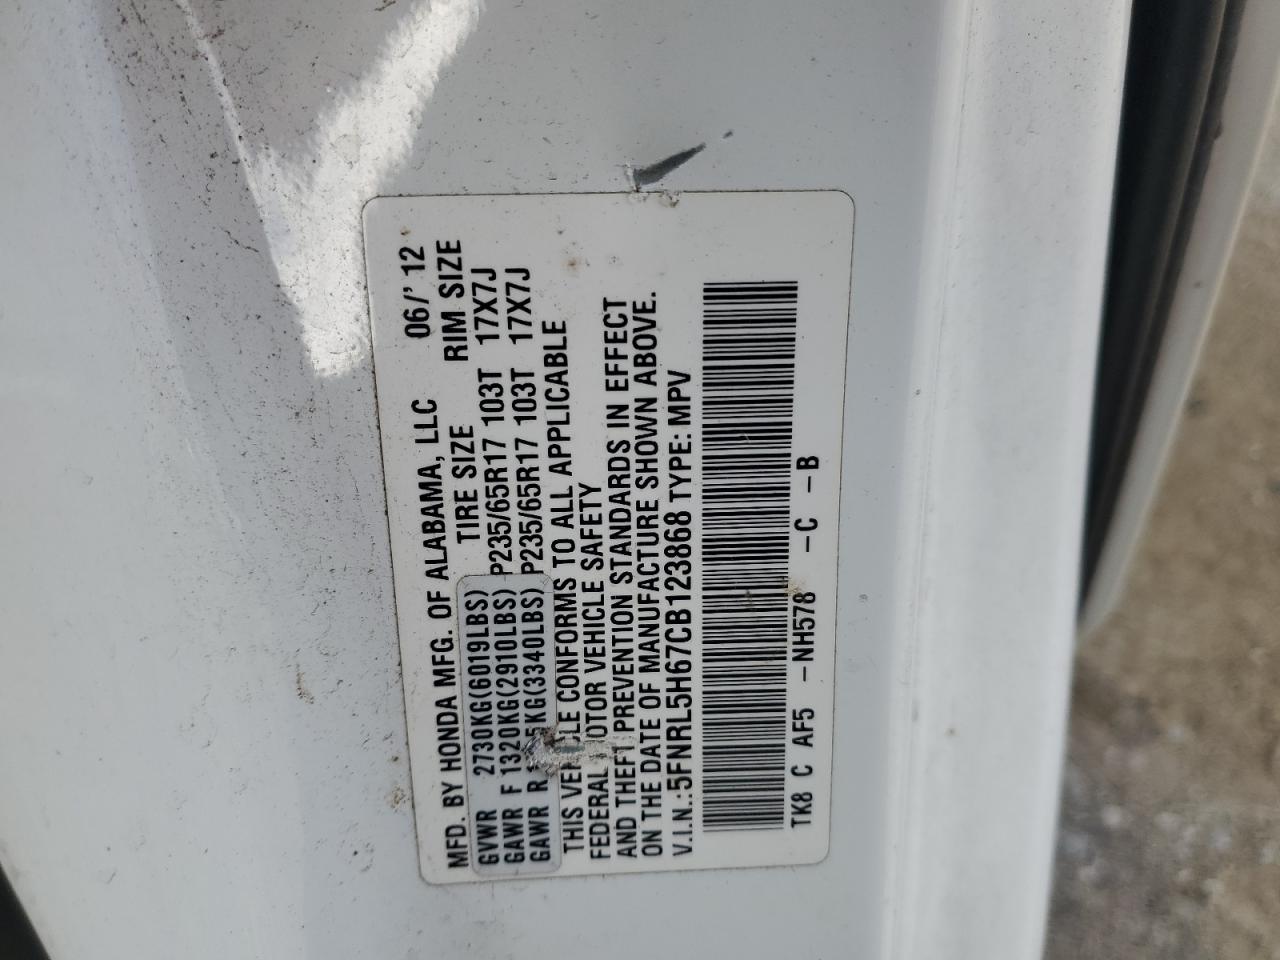 MFD. BY HONDA MFG. OF ALABAMA, LLC 06/'12
TIRE SIZE RIM SIZE
GVWR 2730KG(6019LBS)
GAWR F 1320KG(2910LBS) P235/65R17 103T 17X7J
GAWR R KG(3340LBS) P235/65R17 103T 17X7J
THIS VEHICLE CONFORMS TO ALL APPLICABLE
FEDERAL MOTOR VEHICLE SAFETY
AND THEFT PREVENTION STANDARDS IN EFFECT
ON THE DATE OF MANUFACTURE SHOWN ABOVE.
V.I.N.:5FNRL5H67CB123868 TYPE: MPV
TK8 C AF5 -NH578 -C -B